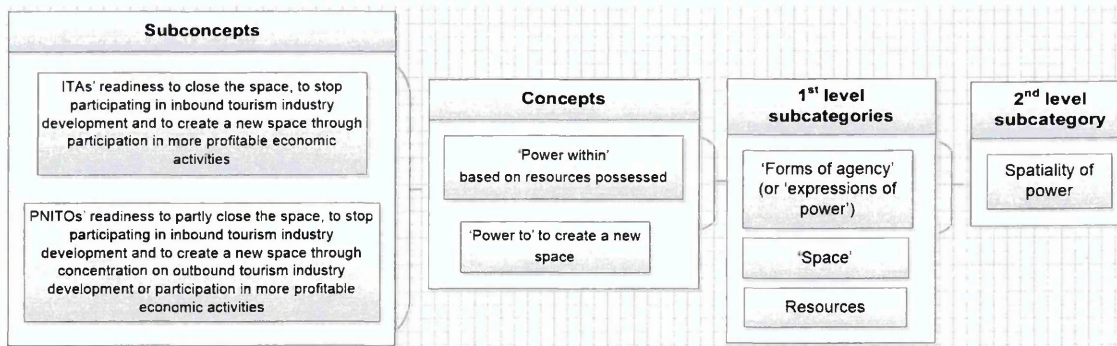 Subconcepts
ITAs' readiness to close the space, to stop
participating in inbound tourism industry
development and to create a new space through
participation in more profitable economic
activities
PNITOs' readiness to partly close the space, to stop
participating in inbound tourism industry
development and to create a new space through
concentration on outbound tourism industry
development or participation in more profitable
economic activities
Concepts
'Power within'
based on resources possessed
'Power to' to create a new
space
1st level
subcategories
'Forms of agency'
(or 'expressions of
power')
'Space'
Resources
2nd level
subcategory
Spatiality of
power